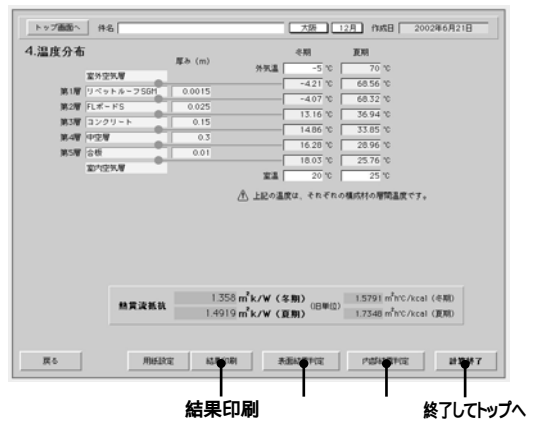 トップ画面へ 件名 大阪 12月 作成日 2002年6月21日
4.温度分布
厚み (m) 冬期 夏期
外気温 -5 ℃ 70 ℃
室外空気層
-4.21 ℃ 68.56 ℃
第1層 リベットルーフSGM 0.0015
-4.07 ℃ 68.32 ℃
第2層 FLボードS 0.025
13.16 ℃ 36.94 ℃
第3層 コンクリート 0.15
14.86 ℃ 33.85 ℃
第4層 中空層 0.3
16.28 ℃ 28.96 ℃
第5層 合板 0.01
18.03 ℃ 25.76 ℃
室内空気層
室温 20 ℃ 25 ℃
上記の温度は、それぞれの構成材の層間温度です。
熱貫流抵抗 1.358 m²k/W (冬期) (旧単位) 1.5791 m²h℃/kcal (冬期)
1.4919 m²k/W (夏期) 1.7348 m²h℃/kcal (夏期)
戻る 用紙設定 結果印刷 表面結露判定 内部結露判定 計算終了
結果印刷 終了してトップへ